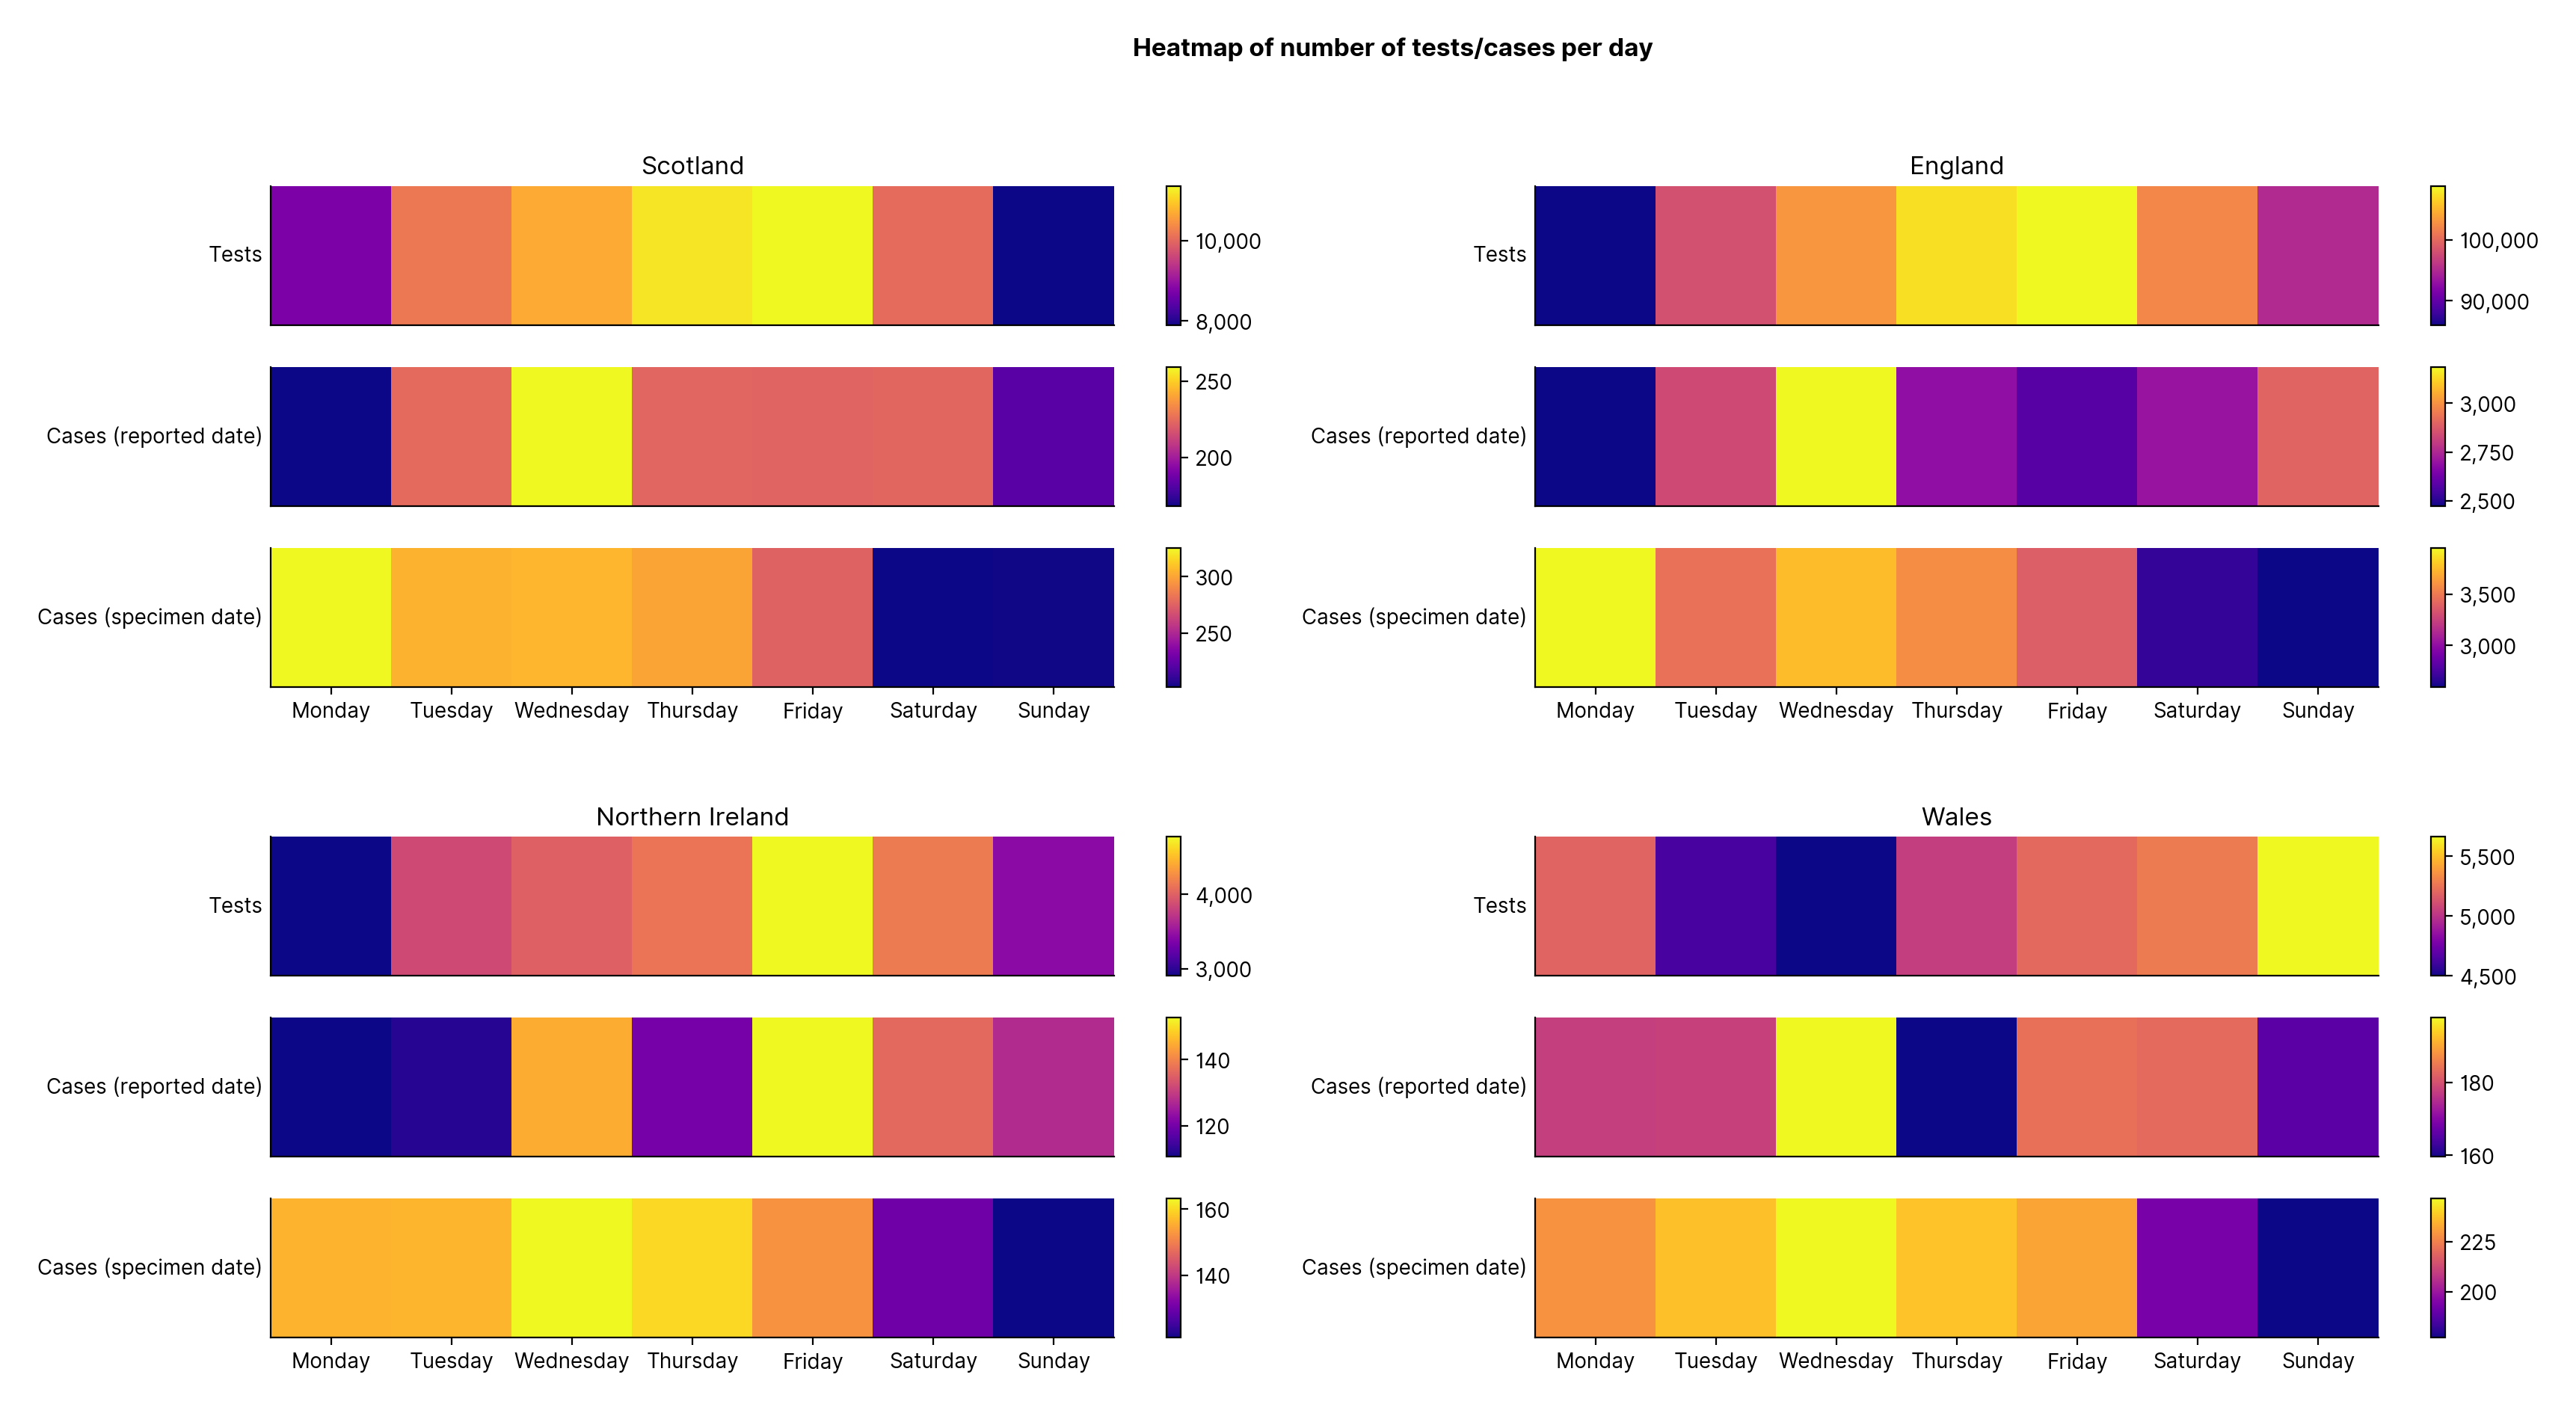 Heatmap of number of tests/cases per day
Scotland
Tests
10,000
8,000
Cases (reported date)
250
200
Cases (specimen date)
300
250
Monday Tuesday Wednesday Thursday Friday Saturday Sunday
England
Tests
100,000
90,000
Cases (reported date)
3,000
2,750
2,500
Cases (specimen date)
3,500
3,000
Monday Tuesday Wednesday Thursday Friday Saturday Sunday
Northern Ireland
Tests
4,000
3,000
Cases (reported date)
140
120
Cases (specimen date)
160
140
Monday Tuesday Wednesday Thursday Friday Saturday Sunday
Wales
Tests
5,500
5,000
4,500
Cases (reported date)
180
160
Cases (specimen date)
225
200
Monday Tuesday Wednesday Thursday Friday Saturday Sunday